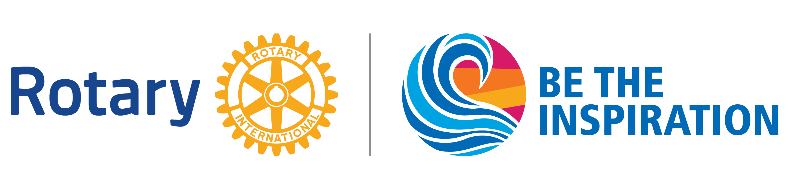 Rotary
ROTARY
INTERNATIONAL
BE THE
INSPIRATION